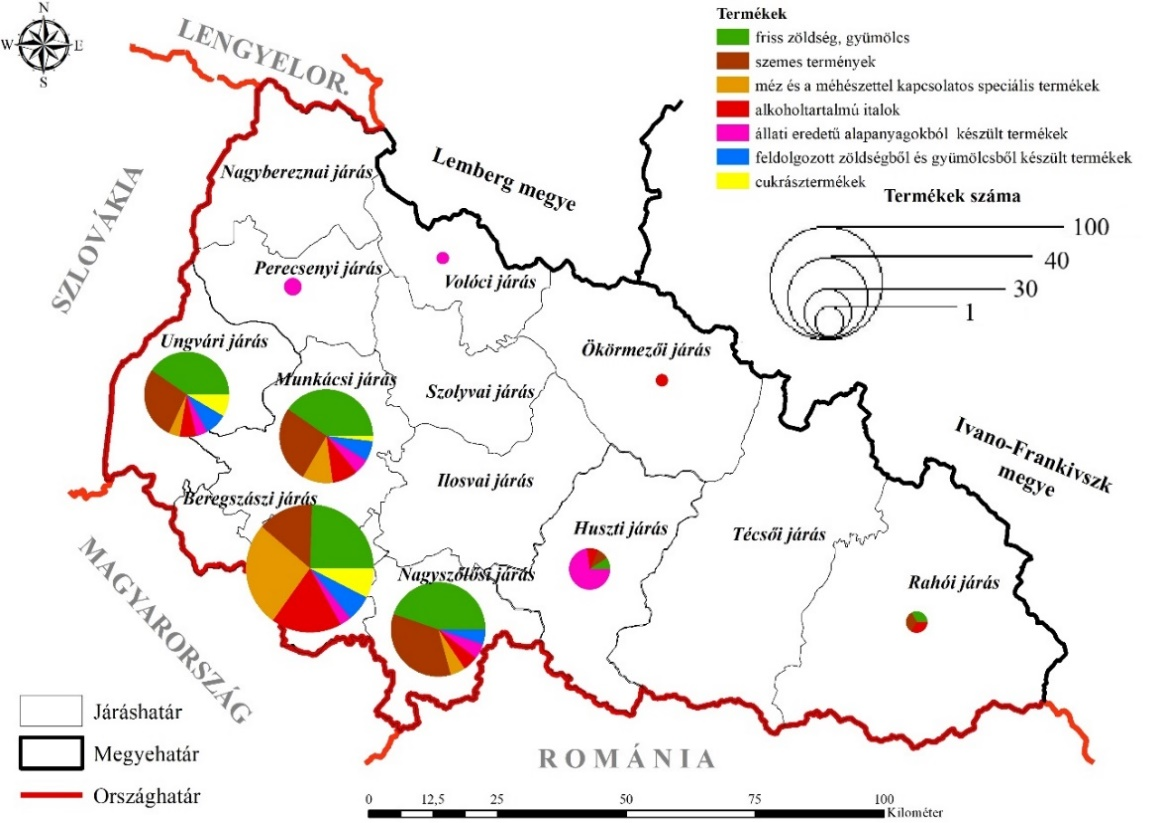 N
W
E
S
LENGYELOR.
SZLOVÁKIA
MAGYARORSZÁG
ROMÁNIA
Lemberg megye
Ivano-Frankivszk
megye
Nagybereznai járás
Perecsenyi járás
Volóci járás
Ungvári járás
Munkácsi járás
Szolyvai járás
Ökörmezői járás
Beregszászi járás
Ilosvai járás
Huszti járás
Técsői járás
Nagyszőlősi járás
Rahói járás
Termékek
friss zöldség, gyümölcs
szemes termények
méz és a méhészettel kapcsolatos speciális termékek
alkoholtartalmú italok
állati eredetű alapanyagokból készült termékek
feldolgozott zöldségből és gyümölcsből készült termékek
cukrásztermékek
Termékek száma
100
40
30
1
Járáshatár
Megyehatár
Országhatár
0 12,5 25 50 75 100
Kilométer